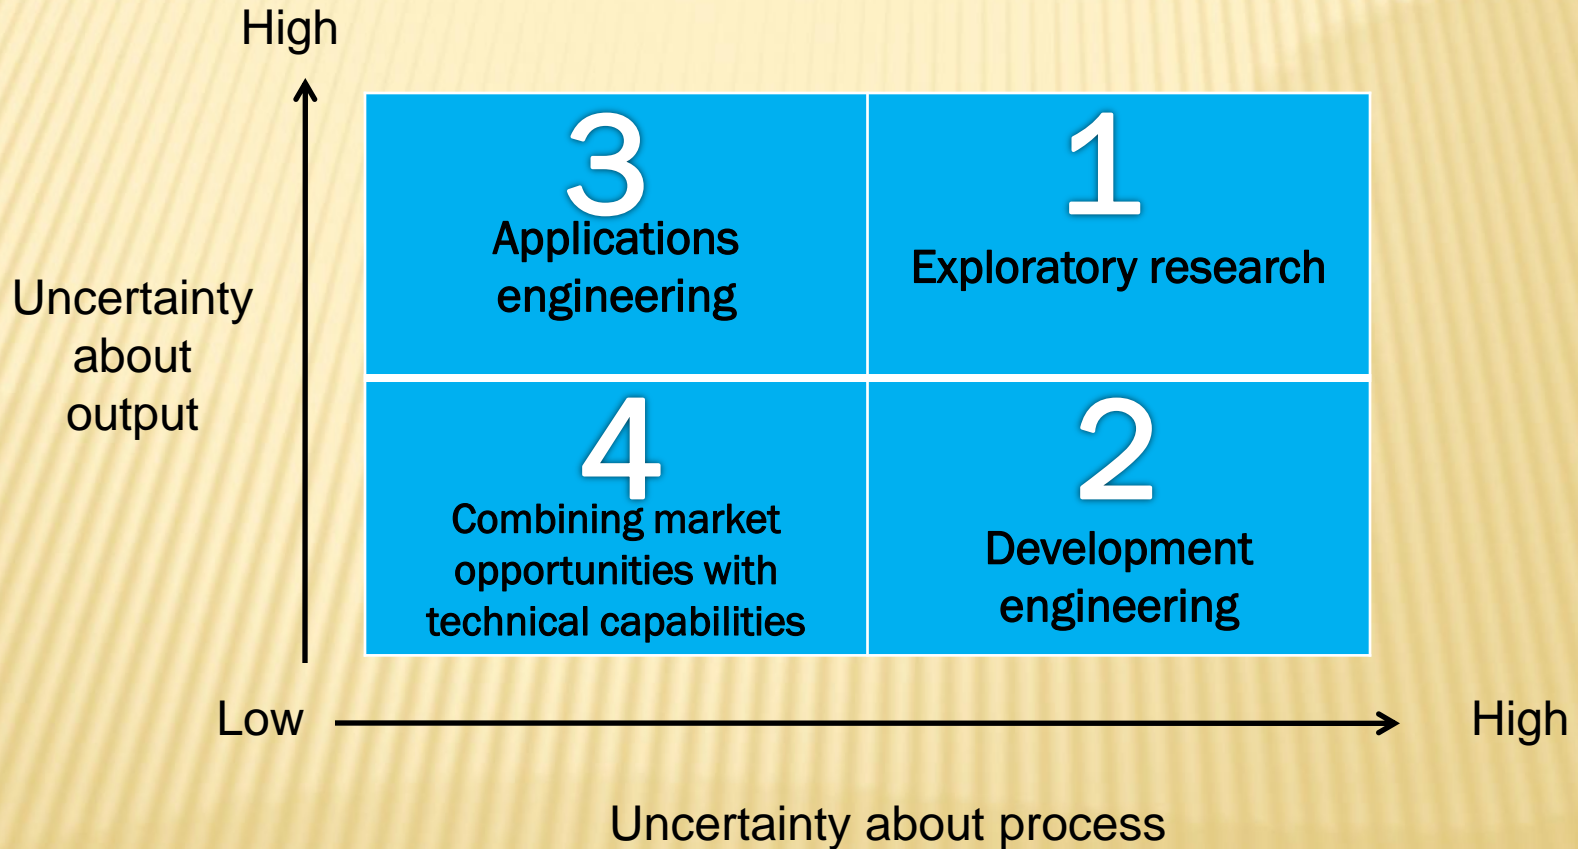 High
3
Applications
engineering
1
Exploratory research
Uncertainty
about
output
4
Combining market
opportunities with
technical capabilities
2
Development
engineering
Low
High
Uncertainty about process